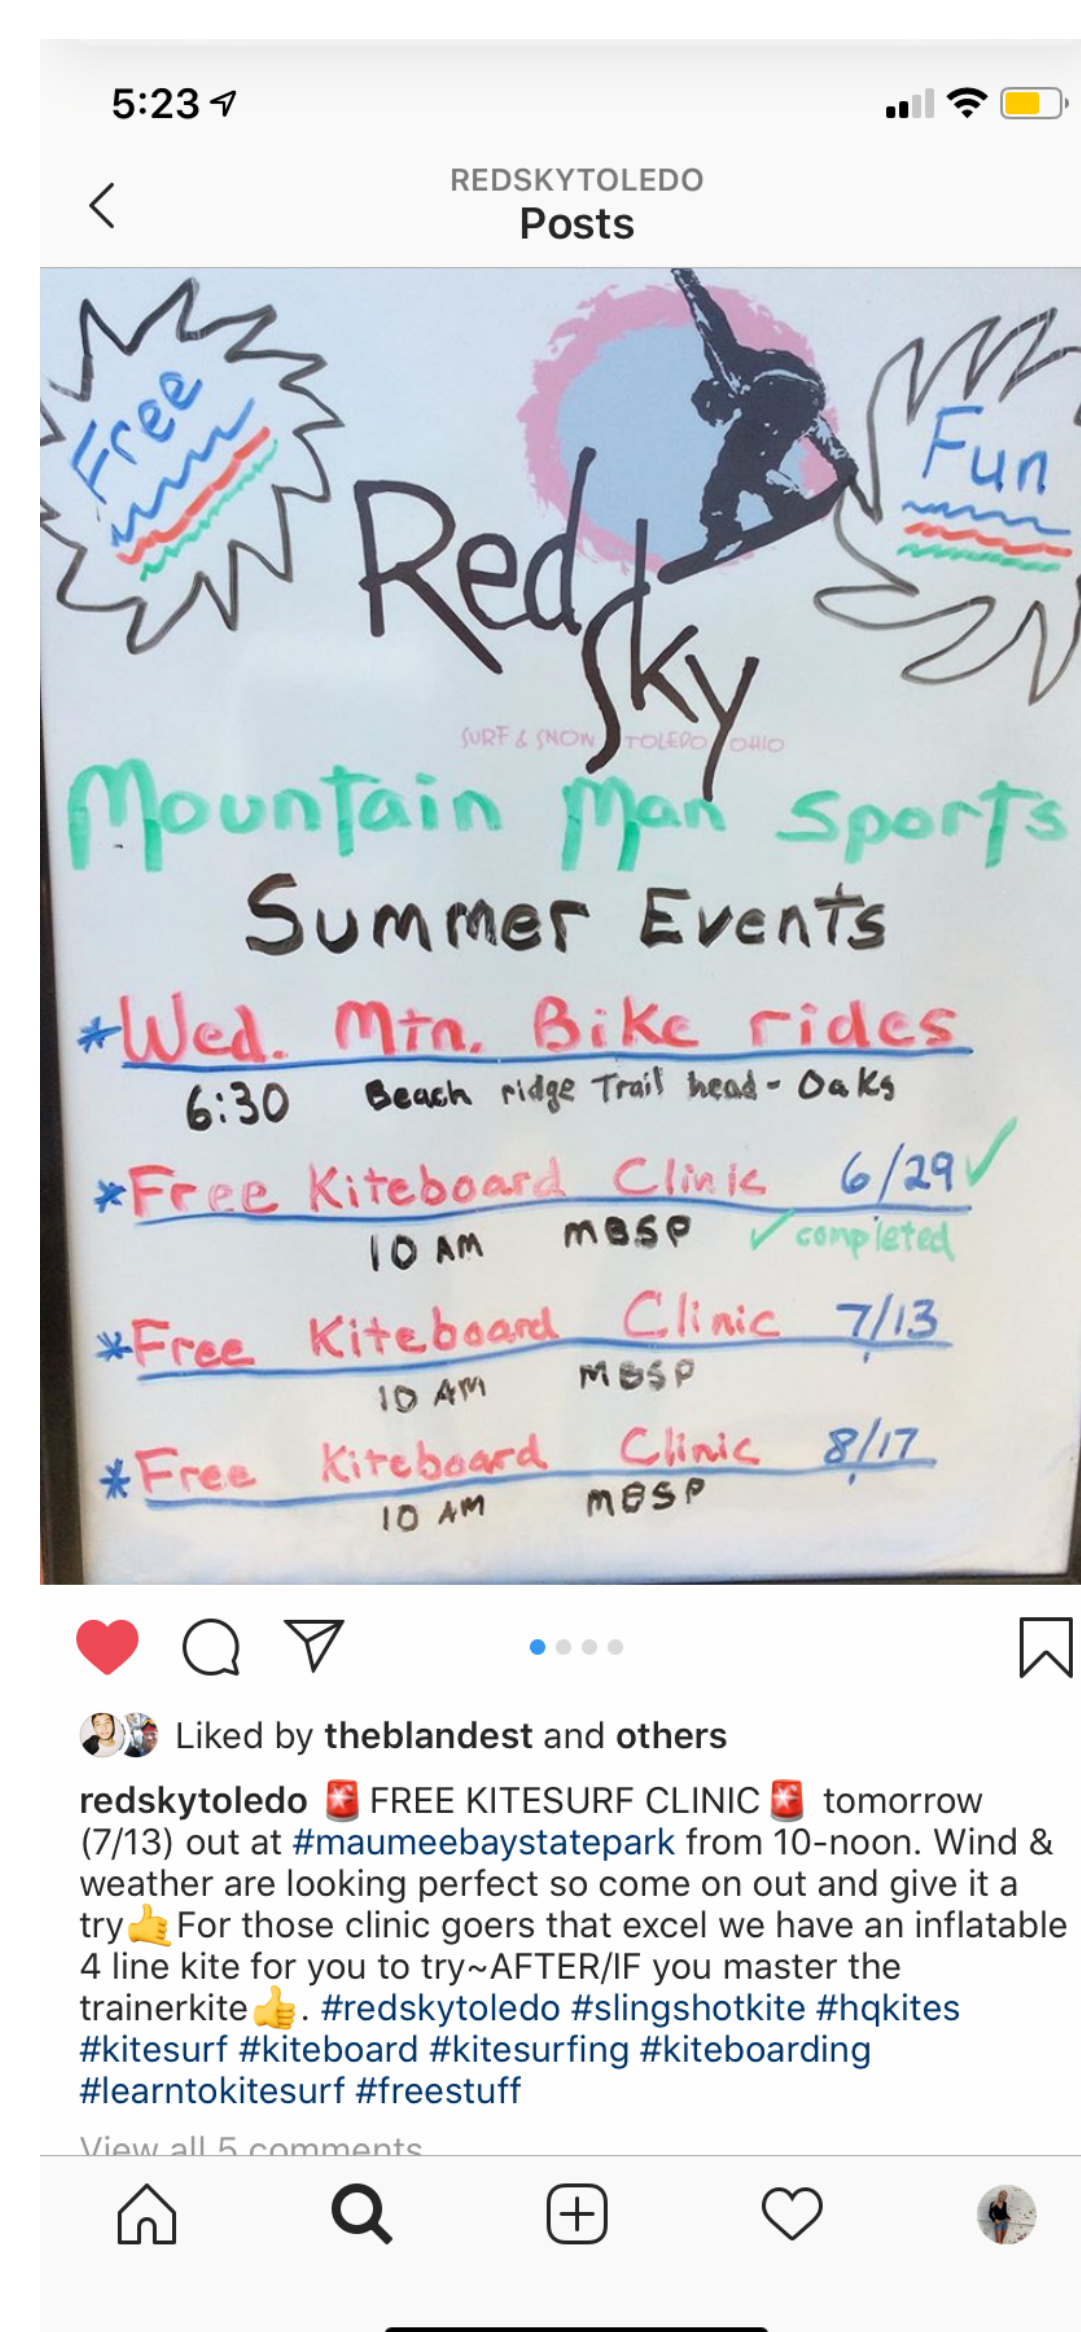 5:23
REDSKYTOLEDO
Posts
Free
Fun
Red
Sky
SURF & SNOW TOLEDO OHIO
Mountain Man Sports
Summer Events
*Wed. Mtn. Bike rides
6:30 Beach ridge Trail head - Oaks
*Free Kiteboard Clinic 6/29✓
10 AM MBSP ✓ completed
*Free Kiteboard Clinic 7/13
10 AM MBSP
*Free Kiteboard Clinic 8/17
10 AM MBSP
Liked by theblandest and others
redskytoledo 🚨 FREE KITESURF CLINIC 🚨 tomorrow
(7/13) out at #maumeebaystatepark from 10-noon. Wind &
weather are looking perfect so come on out and give it a
try🤙For those clinic goers that excel we have an inflatable
4 line kite for you to try~AFTER/IF you master the
trainerkite👍. #redskytoledo #slingshotkite #hqkites
#kitesurf #kiteboard #kitesurfing #kiteboarding
#learntokitesurf #freestuff
View all 5 comments